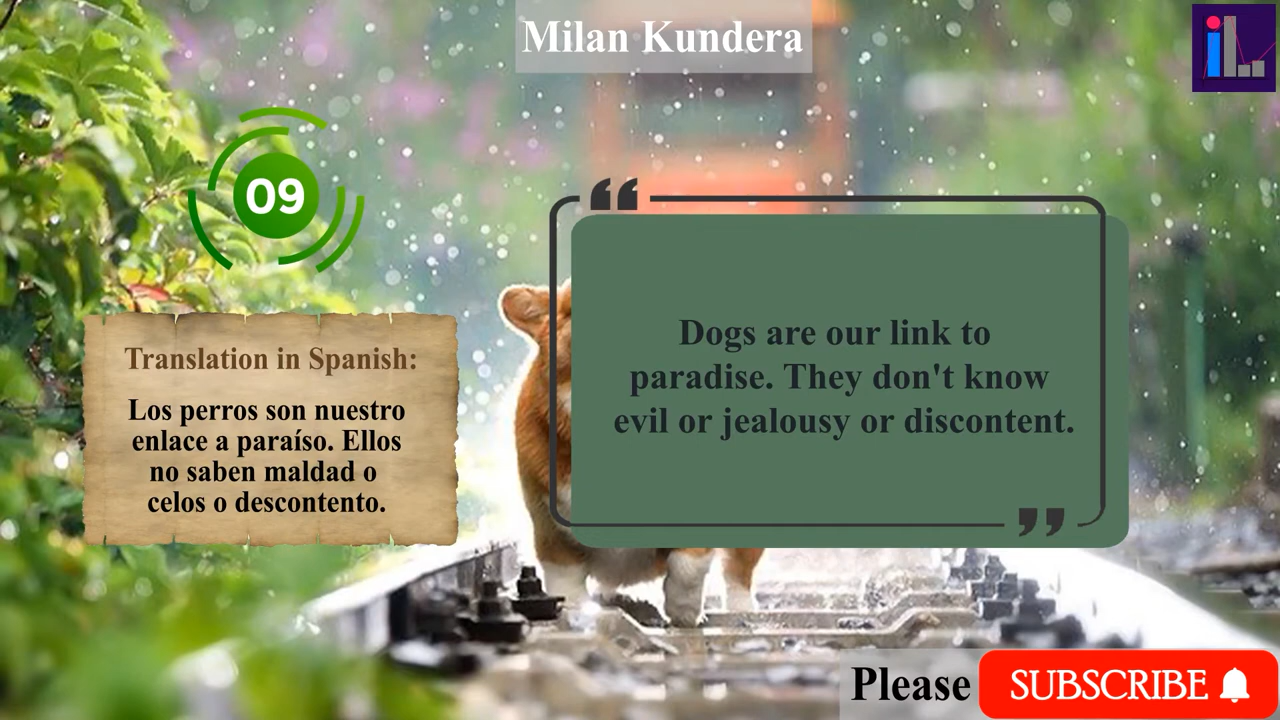 Milan Kundera
iL
09
Translation in Spanish:
Los perros son nuestro
enlace a paraíso. Ellos
no saben maldad o
celos o descontento.
“
Dogs are our link to
paradise. They don't know
evil or jealousy or discontent.
”
Please SUBSCRIBE